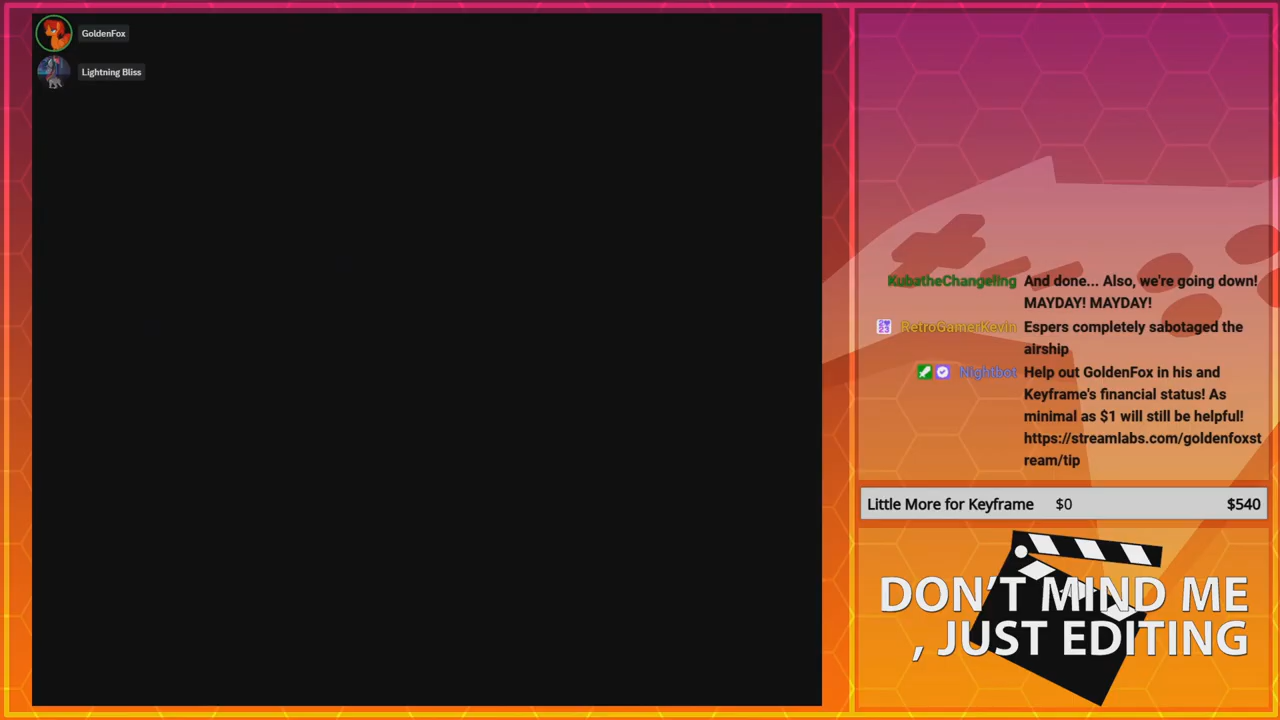 GoldenFox
Lightning Bliss
KubatheChangeling And done... Also, we're going down!
MAYDAY! MAYDAY!
RetroGamerKevin Espers completely sabotaged the
airship
Nightbot Help out GoldenFox in his and
Keyframe's financial status! As
minimal as $1 will still be helpful!
https://streamlabs.com/goldenfoxst
ream/tip
Little More for Keyframe $0 $540
DON'T MIND ME
, JUST EDITING